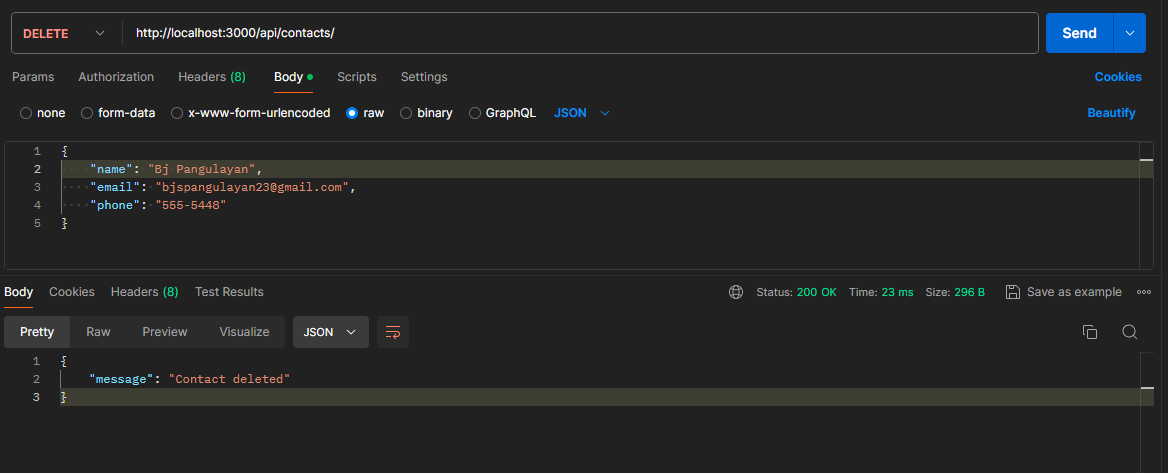 DELETE http://localhost:3000/api/contacts/ Send
Params Authorization Headers (8) Body Scripts Settings Cookies
none form-data x-www-form-urlencoded raw binary GraphQL JSON Beautify
1 {
2 "name": "Bj Pangulayan",
3 "email": "bjspangulayan23@gmail.com",
4 "phone": "555-5448"
5 }
Body Cookies Headers (8) Test Results Status: 200 OK Time: 23 ms Size: 296 B Save as example
Pretty Raw Preview Visualize JSON
1 {
2 "message": "Contact deleted"
3 }